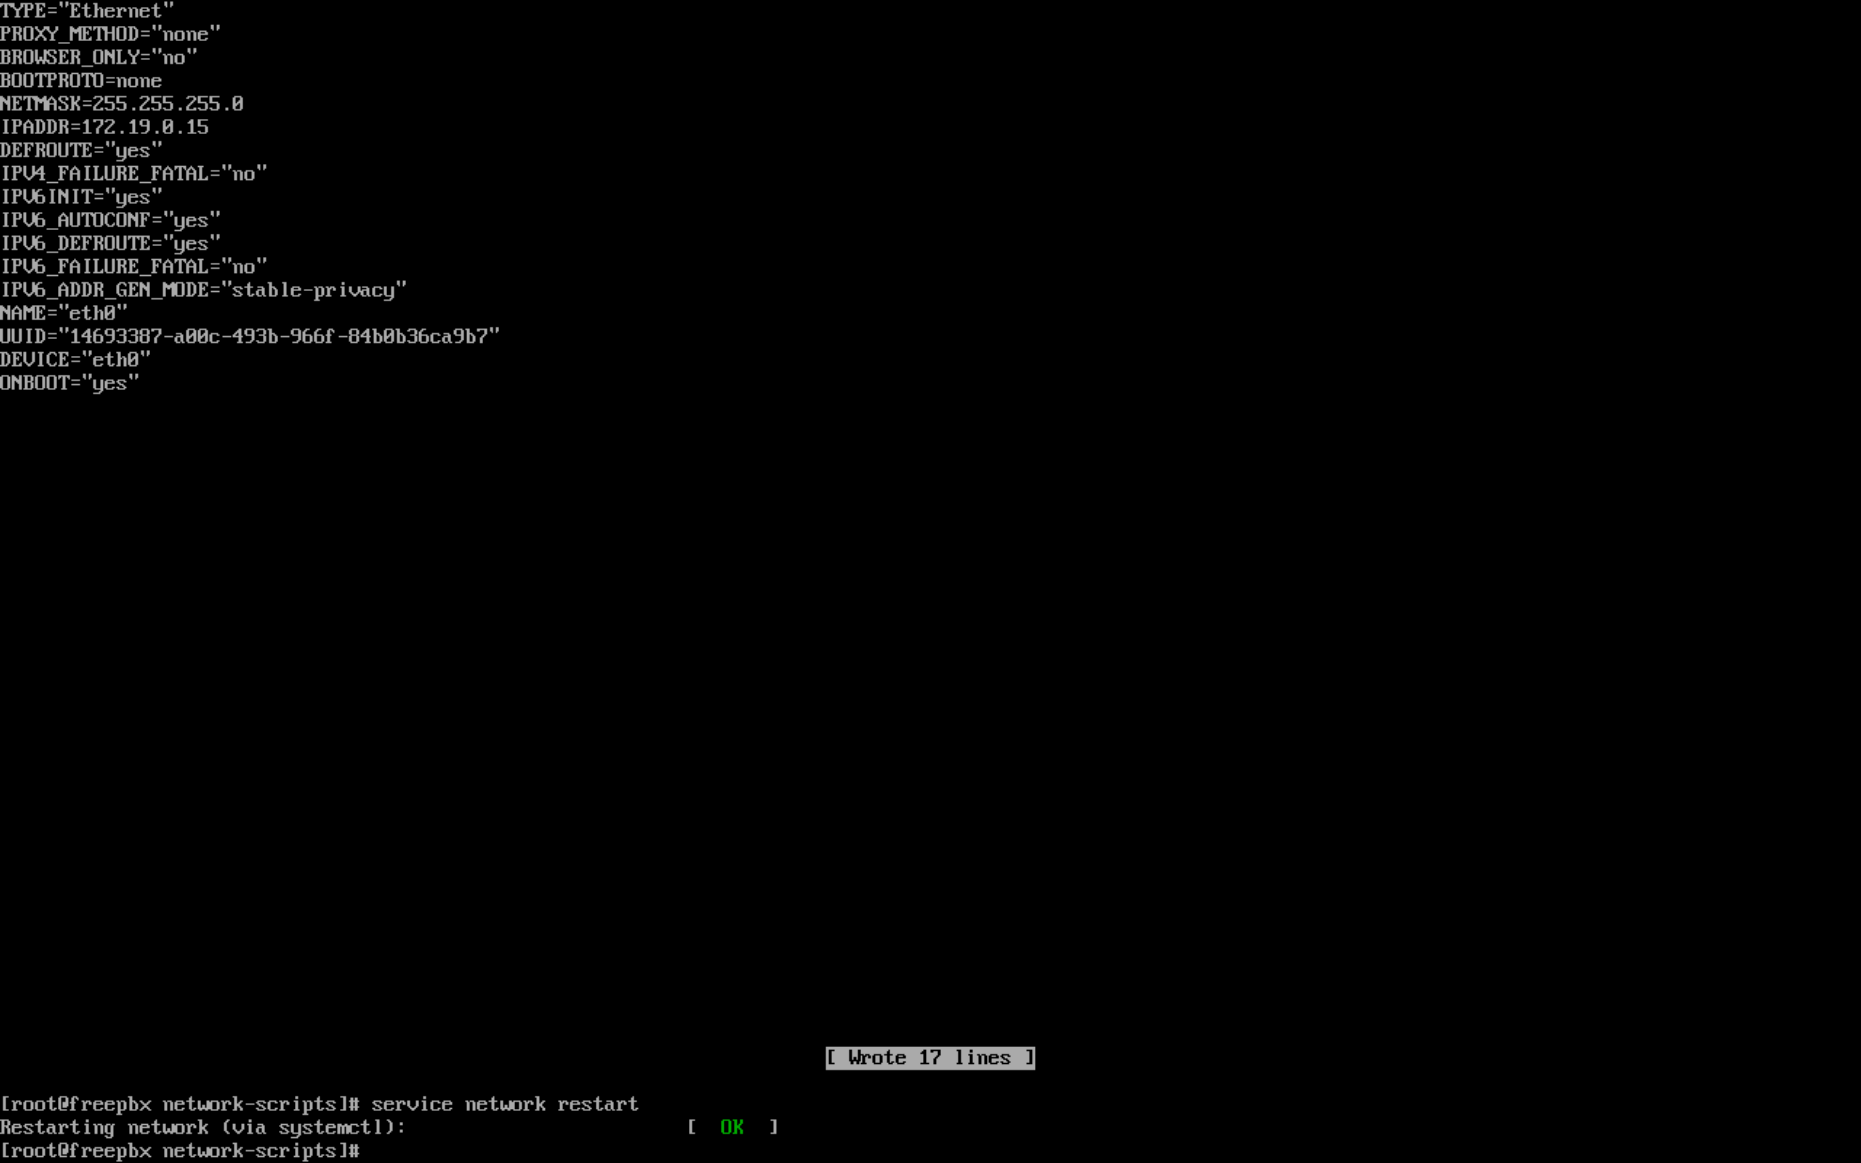 TYPE="Ethernet"
PROXY_METHOD="none"
BROWSER_ONLY="no"
BOOTPROTO=none
NETMASK=255.255.255.0
IPADDR=172.19.0.15
DEFROUTE="yes"
IPV4_FAILURE_FATAL="no"
IPV6INIT="yes"
IPV6_AUTOCONF="yes"
IPV6_DEFROUTE="yes"
IPV6_FAILURE_FATAL="no"
IPV6_ADDR_GEN_MODE="stable-privacy"
NAME="eth0"
UUID="14693387-a00c-493b-966f-84b0b36ca9b7"
DEVICE="eth0"
ONBOOT="yes"
[ Wrote 17 lines ]
[root@freepbx network-scripts]# service network restart
Restarting network (via systemctl): [ OK ]
[root@freepbx network-scripts]#